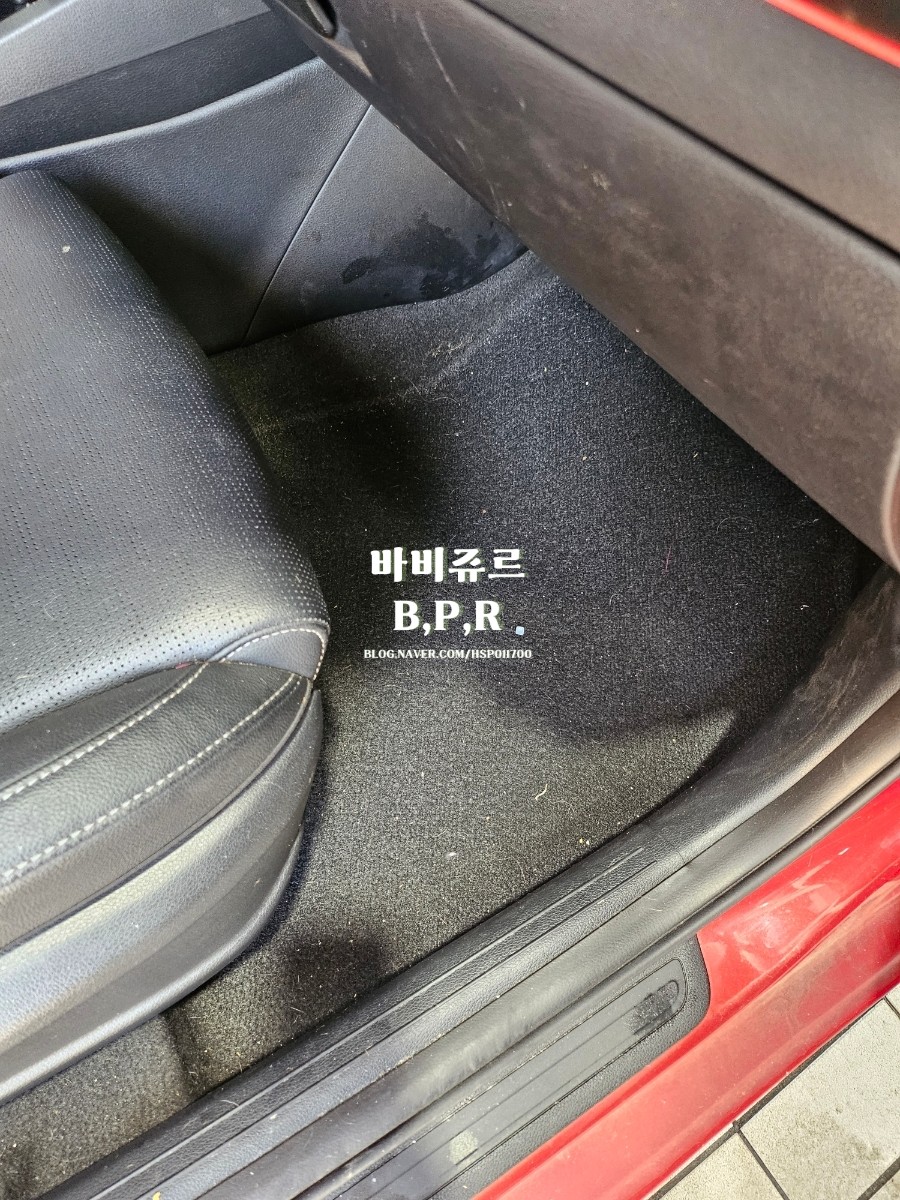 바비쥬르
B,P,R .
BLOG.NAVER.COM/HSP011700